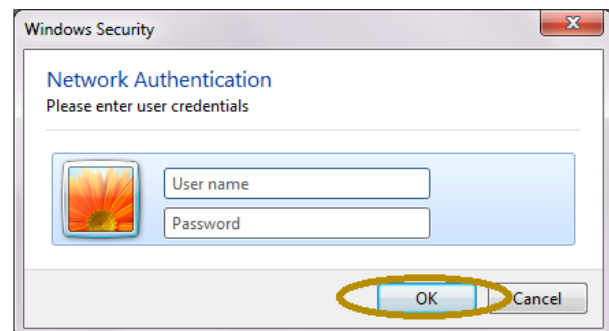 Windows Security
Network Authentication
Please enter user credentials
User name
Password
OK
Cancel